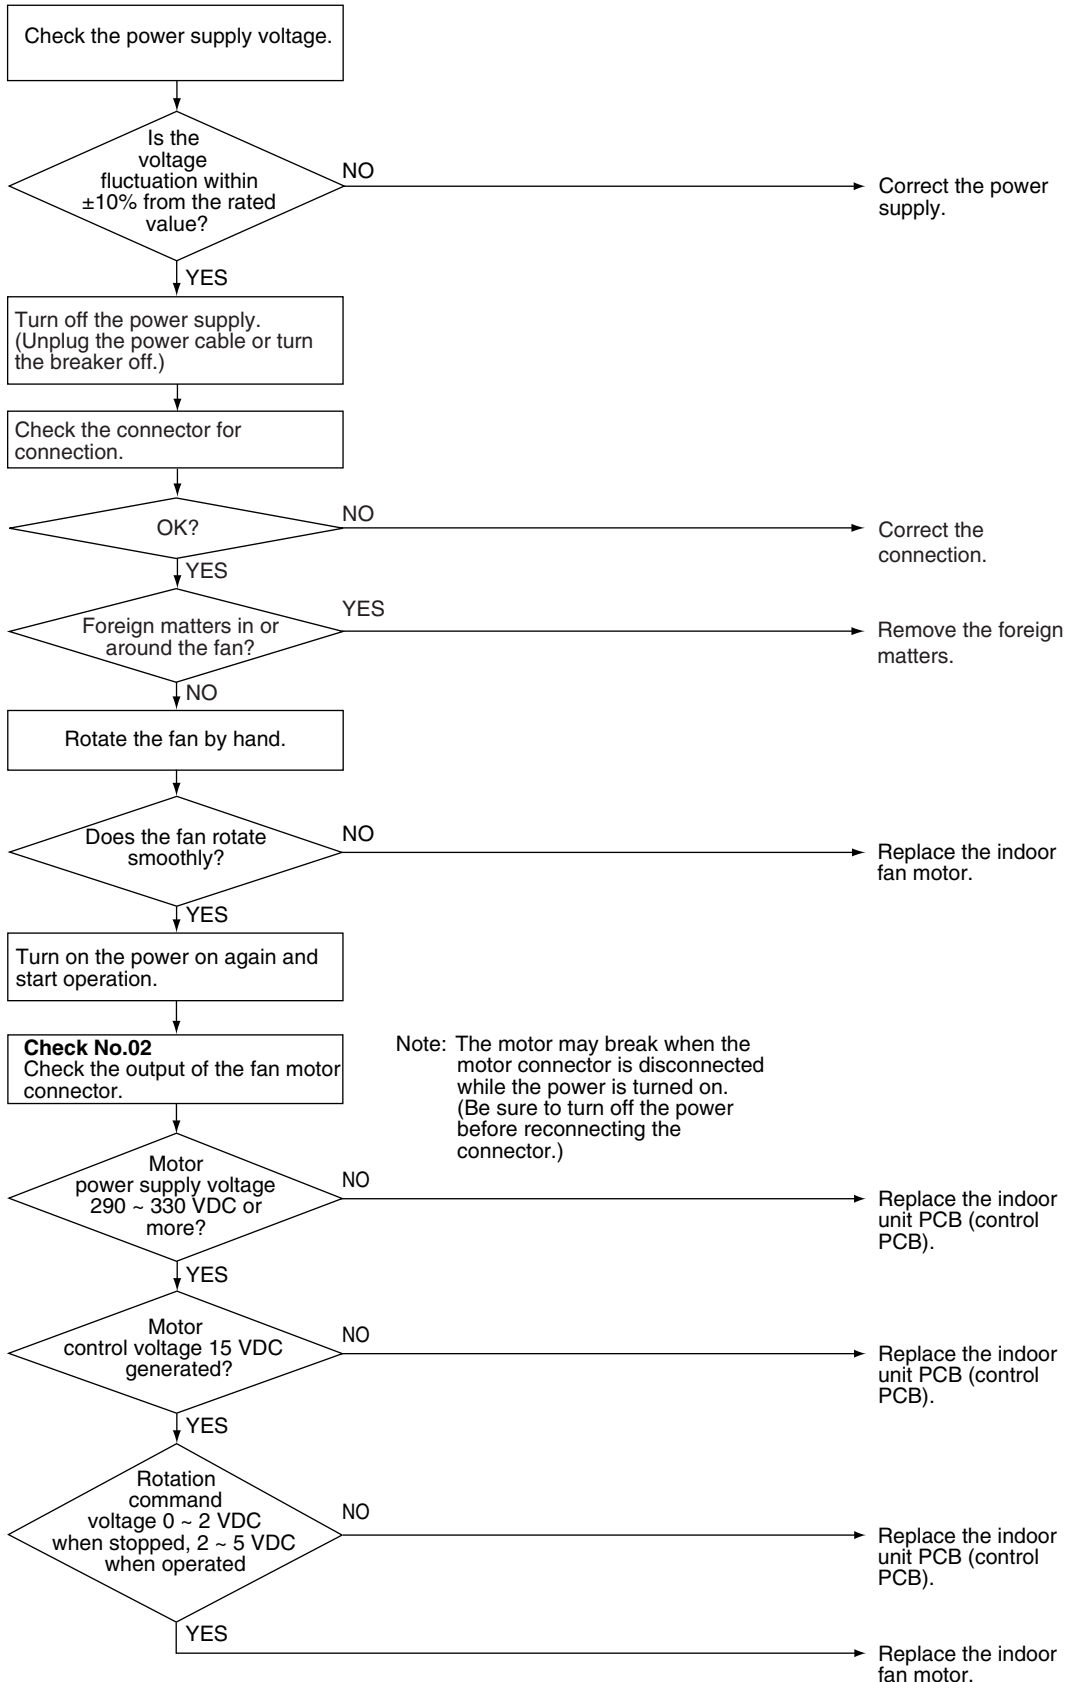 Check the power supply voltage.
Is the
voltage
fluctuation within
±10% from the rated
value?
NO
Correct the power
supply.
YES
Turn off the power supply.
(Unplug the power cable or turn
the breaker off.)
Check the connector for
connection.
OK?
NO
Correct the
connection.
YES
Foreign matters in or
around the fan?
YES
Remove the foreign
matters.
NO
Rotate the fan by hand.
Does the fan rotate
smoothly?
NO
Replace the indoor
fan motor.
YES
Turn on the power on again and
start operation.
Check No.02
Check the output of the fan motor
connector.
Note: The motor may break when the
motor connector is disconnected
while the power is turned on.
(Be sure to turn off the power
before reconnecting the
connector.)
Motor
power supply voltage
290 ~ 330 VDC or
more?
NO
Replace the indoor
unit PCB (control
PCB).
YES
Motor
control voltage 15 VDC
generated?
NO
Replace the indoor
unit PCB (control
PCB).
YES
Rotation
command
voltage 0 ~ 2 VDC
when stopped, 2 ~ 5 VDC
when operated
NO
Replace the indoor
unit PCB (control
PCB).
YES
Replace the indoor
fan motor.